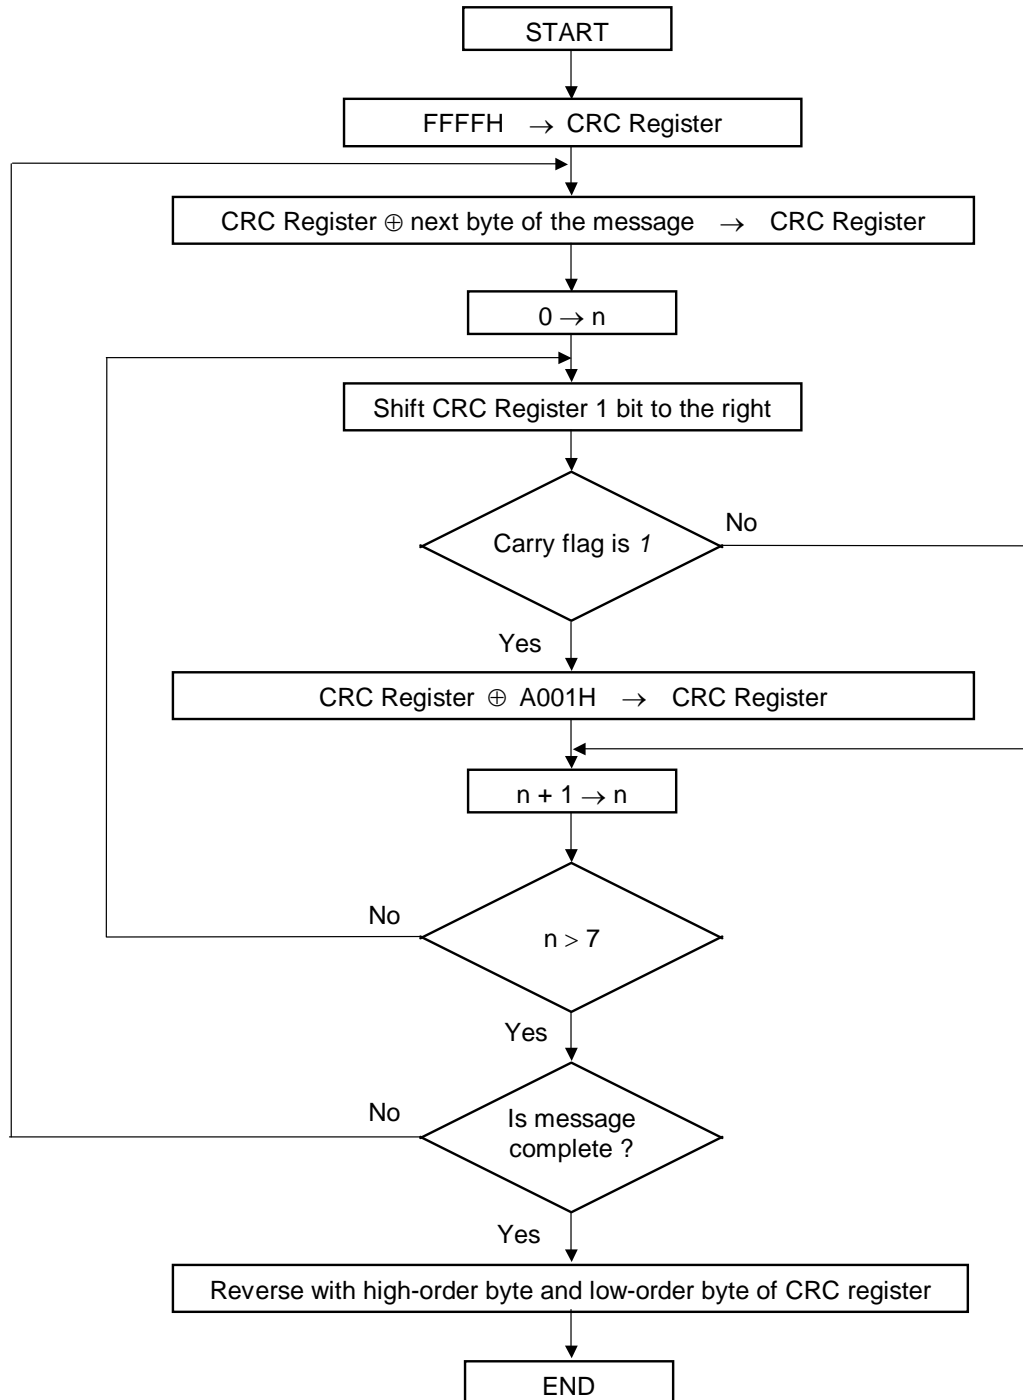 START
FFFFH → CRC Register
CRC Register ⊕ next byte of the message → CRC Register
0 → n
Shift CRC Register 1 bit to the right
Carry flag is 1
No
Yes
CRC Register ⊕ A001H → CRC Register
n + 1 → n
No
n > 7
Yes
No
Is message
complete ?
Yes
Reverse with high-order byte and low-order byte of CRC register
END